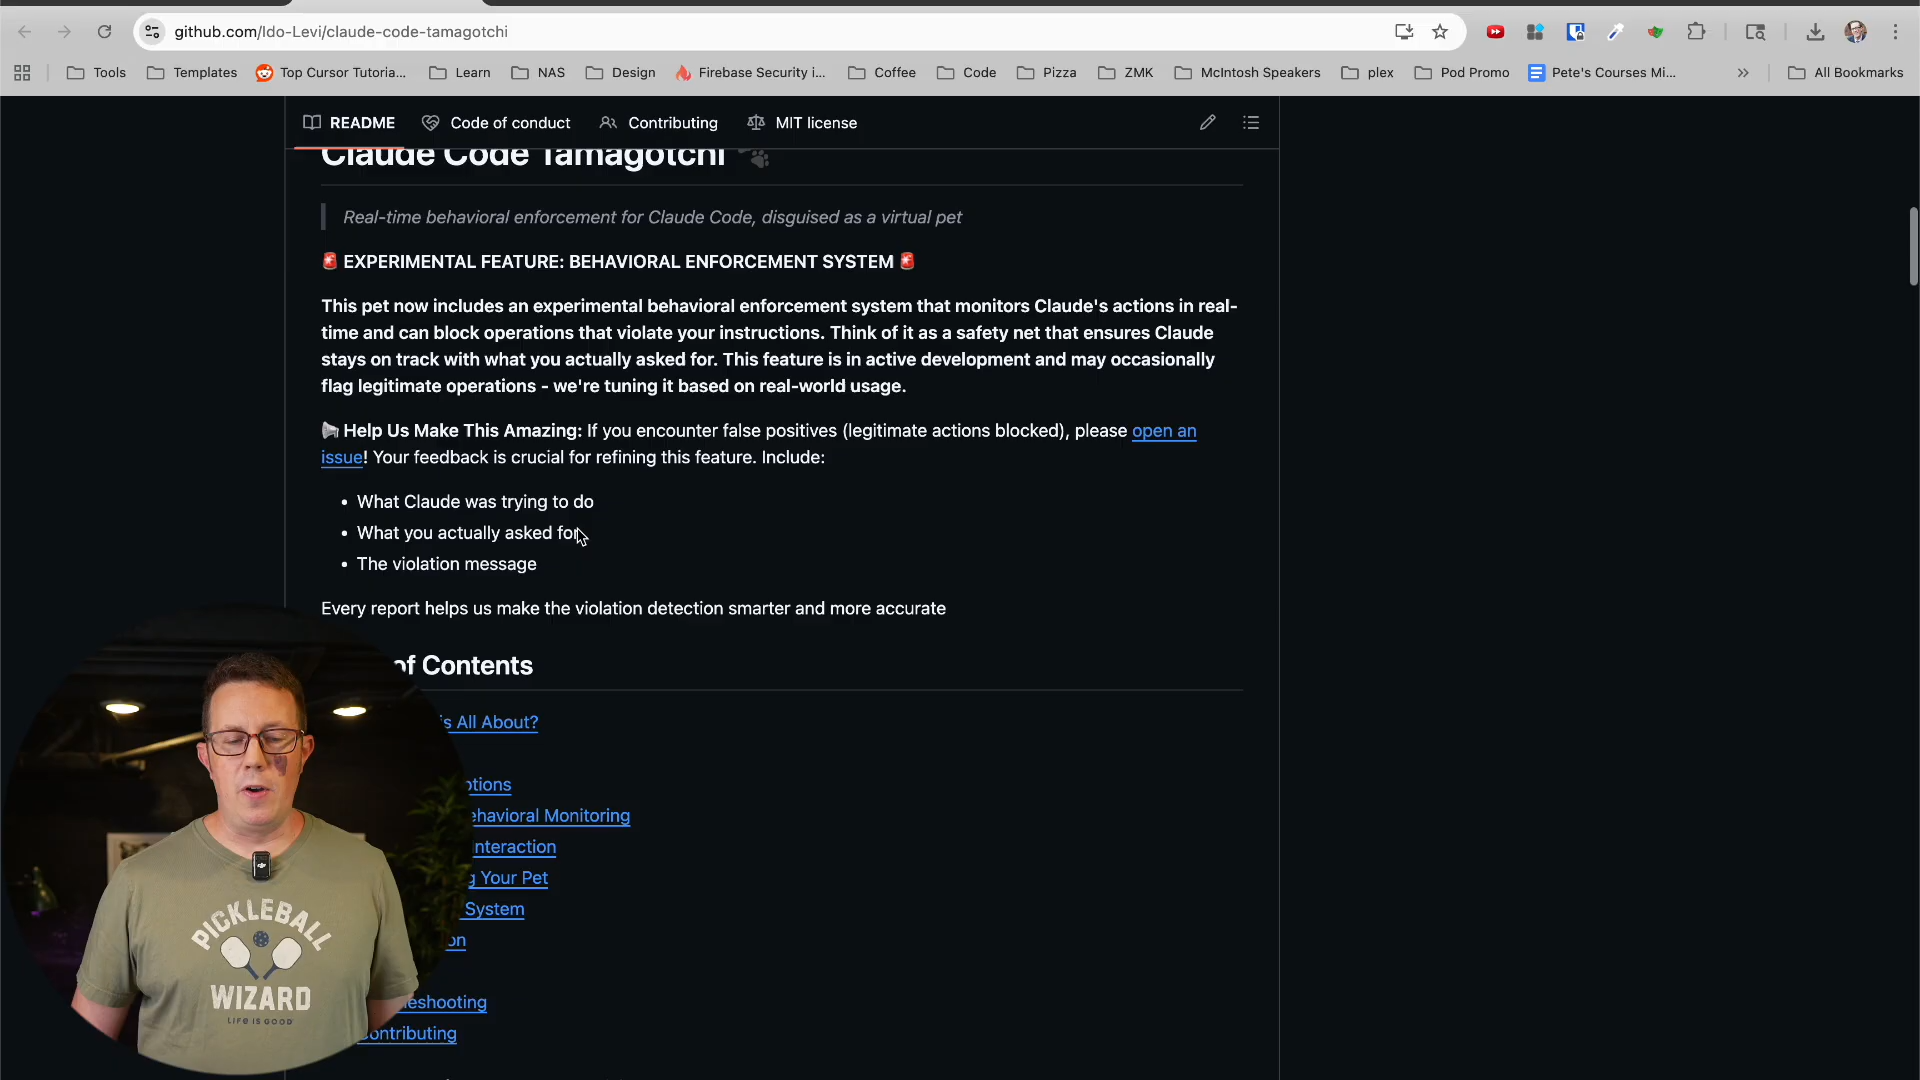 github.com/Ido-Levi/claude-code-tamagotchi
Tools
Templates
Top Cursor Tutoria...
Learn
NAS
Design
Firebase Security i...
Coffee
Code
Pizza
ZMK
McIntosh Speakers
plex
Pod Promo
Pete's Courses Mi...
All Bookmarks
README
Code of conduct
Contributing
MIT license
Claude Code Tamagotchi
Real-time behavioral enforcement for Claude Code, disguised as a virtual pet
EXPERIMENTAL FEATURE: BEHAVIORAL ENFORCEMENT SYSTEM
This pet now includes an experimental behavioral enforcement system that monitors Claude's actions in real-
time and can block operations that violate your instructions. Think of it as a safety net that ensures Claude
stays on track with what you actually asked for. This feature is in active development and may occasionally
flag legitimate operations - we're tuning it based on real-world usage.
Help Us Make This Amazing: If you encounter false positives (legitimate actions blocked), please open an
issue! Your feedback is crucial for refining this feature. Include:
• What Claude was trying to do
• What you actually asked for
• The violation message
Every report helps us make the violation detection smarter and more accurate
of Contents
s All About?
otions
ehavioral Monitoring
nteraction
g Your Pet
System
on
eshooting
ontributing
PICKLEBALL
WIZARD
LIFE IS GOOD